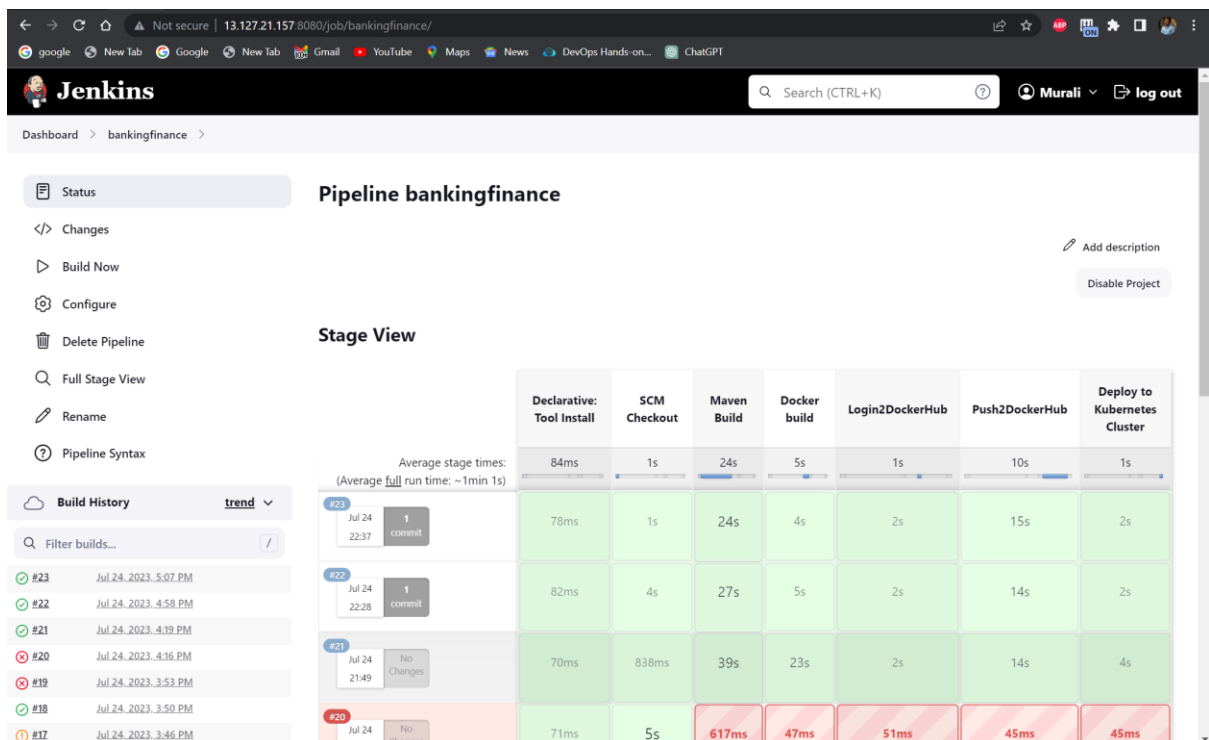 Not secure | 13.127.21.157:8080/job/bankingfinance/
ABP
ON
google New Tab Google New Tab Gmail YouTube Maps News DevOps Hands-on... ChatGPT
Jenkins
Search (CTRL+K)
?
Murali
log out
Dashboard > bankingfinance >
Status
Changes
Build Now
Configure
Delete Pipeline
Full Stage View
Rename
Pipeline Syntax
Build History
trend
Filter builds...
/
#23 Jul 24, 2023, 5:07 PM
#22 Jul 24, 2023, 4:58 PM
#21 Jul 24, 2023, 4:19 PM
#20 Jul 24, 2023, 4:16 PM
#19 Jul 24, 2023, 3:53 PM
#18 Jul 24, 2023, 3:50 PM
#17 Jul 24, 2023, 3:46 PM
Pipeline bankingfinance
Add description
Disable Project
Stage View
Declarative:
Tool Install
SCM
Checkout
Maven
Build
Docker
build
Login2DockerHub
Push2DockerHub
Deploy to
Kubernetes
Cluster
Average stage times:
(Average full run time: ~1min 1s)
84ms 1s 24s 5s 1s 10s 1s
#23
Jul 24
22:37
1
commit
78ms 1s 24s 4s 2s 15s 2s
#22
Jul 24
22:28
1
commit
82ms 4s 27s 5s 2s 14s 2s
#21
Jul 24
21:49
No
Changes
70ms 838ms 39s 23s 2s 14s 4s
#20
Jul 24
No
71ms 5s 617ms 47ms 51ms 45ms 45ms